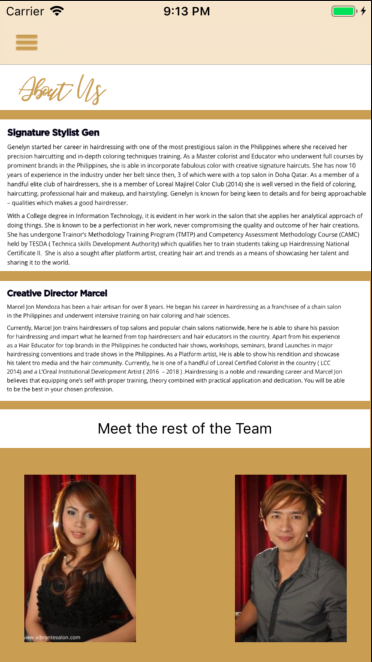 Carrier 9:13 PM
About Us
Signature Stylist Gen
Genelyn started her career in hairdressing with one of the most prestigious salon in the Philippines where she received her
precision haircutting and in-depth coloring techniques training. As a Master colorist and Educator who underwent full courses by
prominent brands in the Philippines, she is able in incorporate fabulous color with creative signature haircuts. She has now 10
years of experience in the industry under her belt since then, 3 of which were with a top salon in Doha Qatar. As a member of a
handful elite club of hairdressers, she is a member of Loreal Majirel Color Club (2014) she is well versed in the field of coloring,
haircutting, professional hair and makeup, and hairstyling. Genelyn is known for being keen to details and for being approachable
– qualities which makes a good hairdresser.
With a College degree in Information Technology, it is evident in her work in the salon that she applies her analytical approach of
doing things. She is known to be a perfectionist in her work, never compromising the quality and outcome of her hair creations.
She has undergone Trainor's Methodology Training Program (TMTP) and Competency Assessment Methodology Course (CAMC)
held by TESDA ( Technica skills Development Authority) which qualifies her to train students taking up Hairdressing National
Certificate II. She is also a sought after platform artist, creating hair art and trends as a means of showcasing her talent and
sharing it to the world.
Creative Director Marcel
Marcel Jon Mendoza has been a hair artisan for over 8 years. He began his career in hairdressing as a franchisee of a chain salon
in the Philippines and underwent intensive training on hair coloring and hair sciences.
Currently, Marcel Jon trains hairdressers of top salons and popular chain salons nationwide, here he is able to share his passion
for hairdressing and impart what he learned from top hairdressers and hair educators in the country. Apart from his experience
as a Hair Educator for top brands in the Philippines he conducted hair shows, workshops, seminars, brand Launches in major
hairdressing conventions and trade shows in the Philippines. As a Platform artist, He is able to show his rendition and showcase
his talent tro media and the hair community. Currently, he is one of a handful of Loreal Certified Colorist in the country ( LCC
2014) and a L'Oreal Institutional Development Artist ( 2016 – 2018 ) .Hairdressing is a noble and rewarding career and Marcel Jon
believes that equipping one's self with proper training, theory combined with practical application and dedication. You will be able
to be the best in your chosen profession.
Meet the rest of the Team